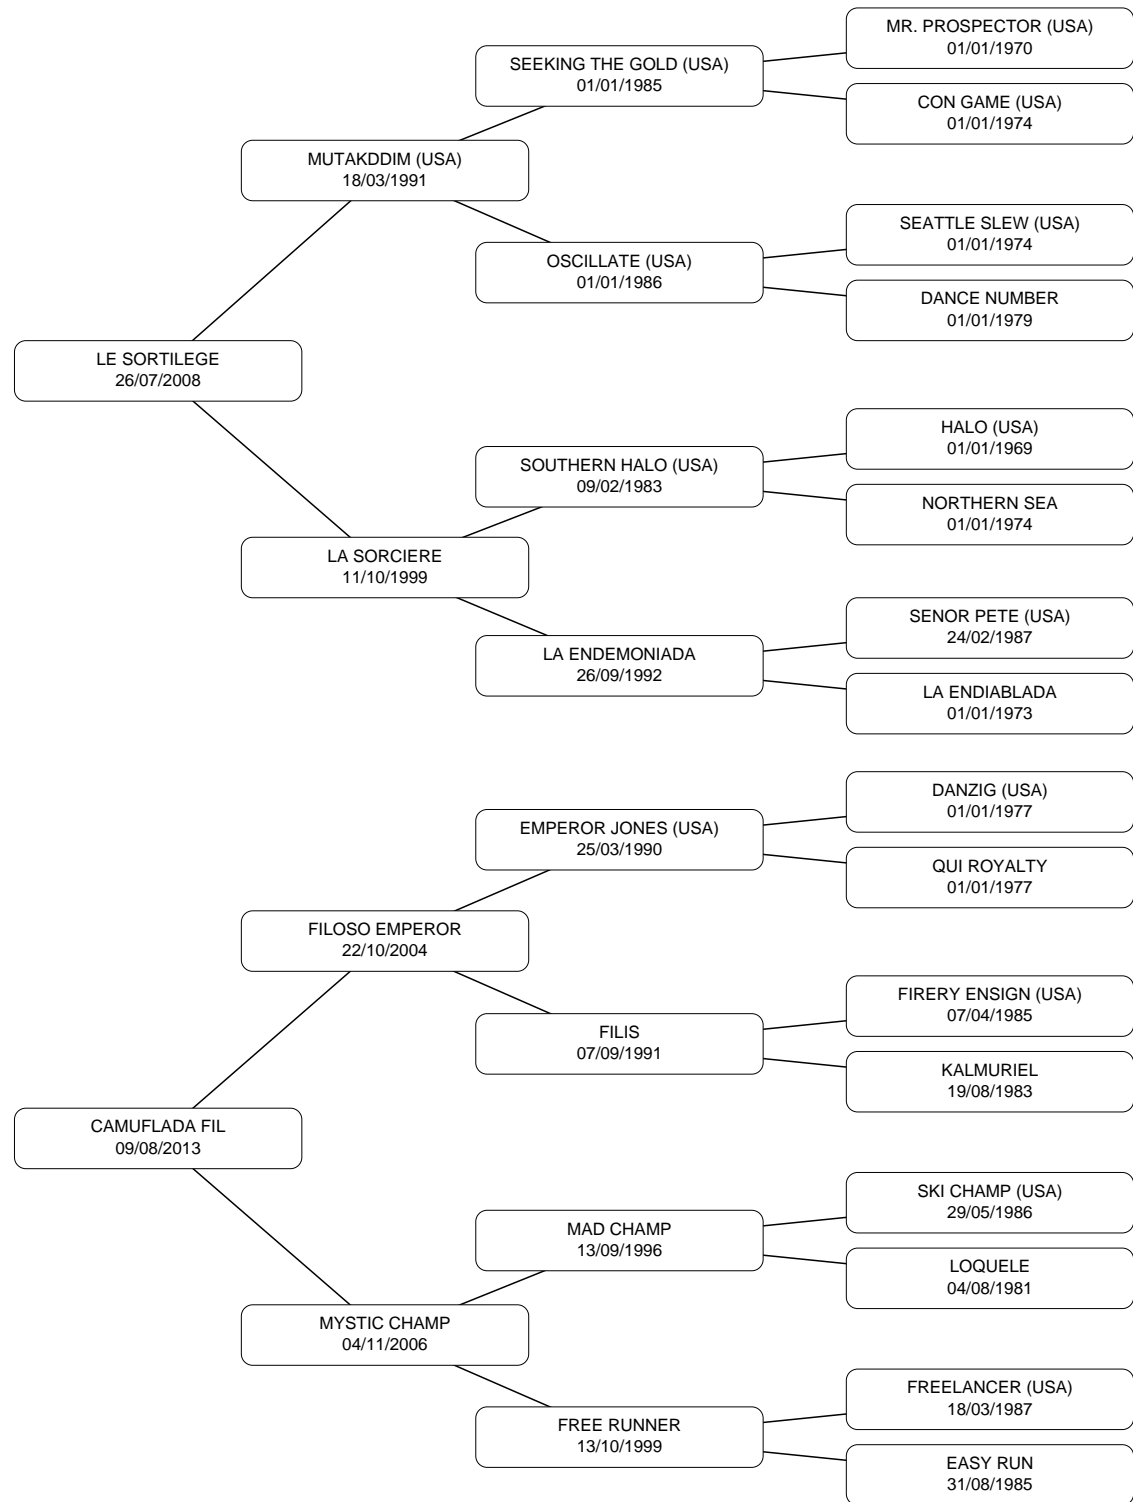 MR. PROSPECTOR (USA)
01/01/1970
SEEKING THE GOLD (USA)
01/01/1985
CON GAME (USA)
01/01/1974
MUTAKDDIM (USA)
18/03/1991
SEATTLE SLEW (USA)
01/01/1974
OSCILLATE (USA)
01/01/1986
DANCE NUMBER
01/01/1979
LE SORTILEGE
26/07/2008
HALO (USA)
01/01/1969
SOUTHERN HALO (USA)
09/02/1983
NORTHERN SEA
01/01/1974
LA SORCIERE
11/10/1999
SENOR PETE (USA)
24/02/1987
LA ENDEMONIADA
26/09/1992
LA ENDIABLADA
01/01/1973
DANZIG (USA)
01/01/1977
EMPEROR JONES (USA)
25/03/1990
QUI ROYALTY
01/01/1977
FILOSO EMPEROR
22/10/2004
FIRERY ENSIGN (USA)
07/04/1985
FILIS
07/09/1991
KALMURIEL
19/08/1983
CAMUFLADA FIL
09/08/2013
SKI CHAMP (USA)
29/05/1986
MAD CHAMP
13/09/1996
LOQUELE
04/08/1981
MYSTIC CHAMP
04/11/2006
FREELANCER (USA)
18/03/1987
FREE RUNNER
13/10/1999
EASY RUN
31/08/1985